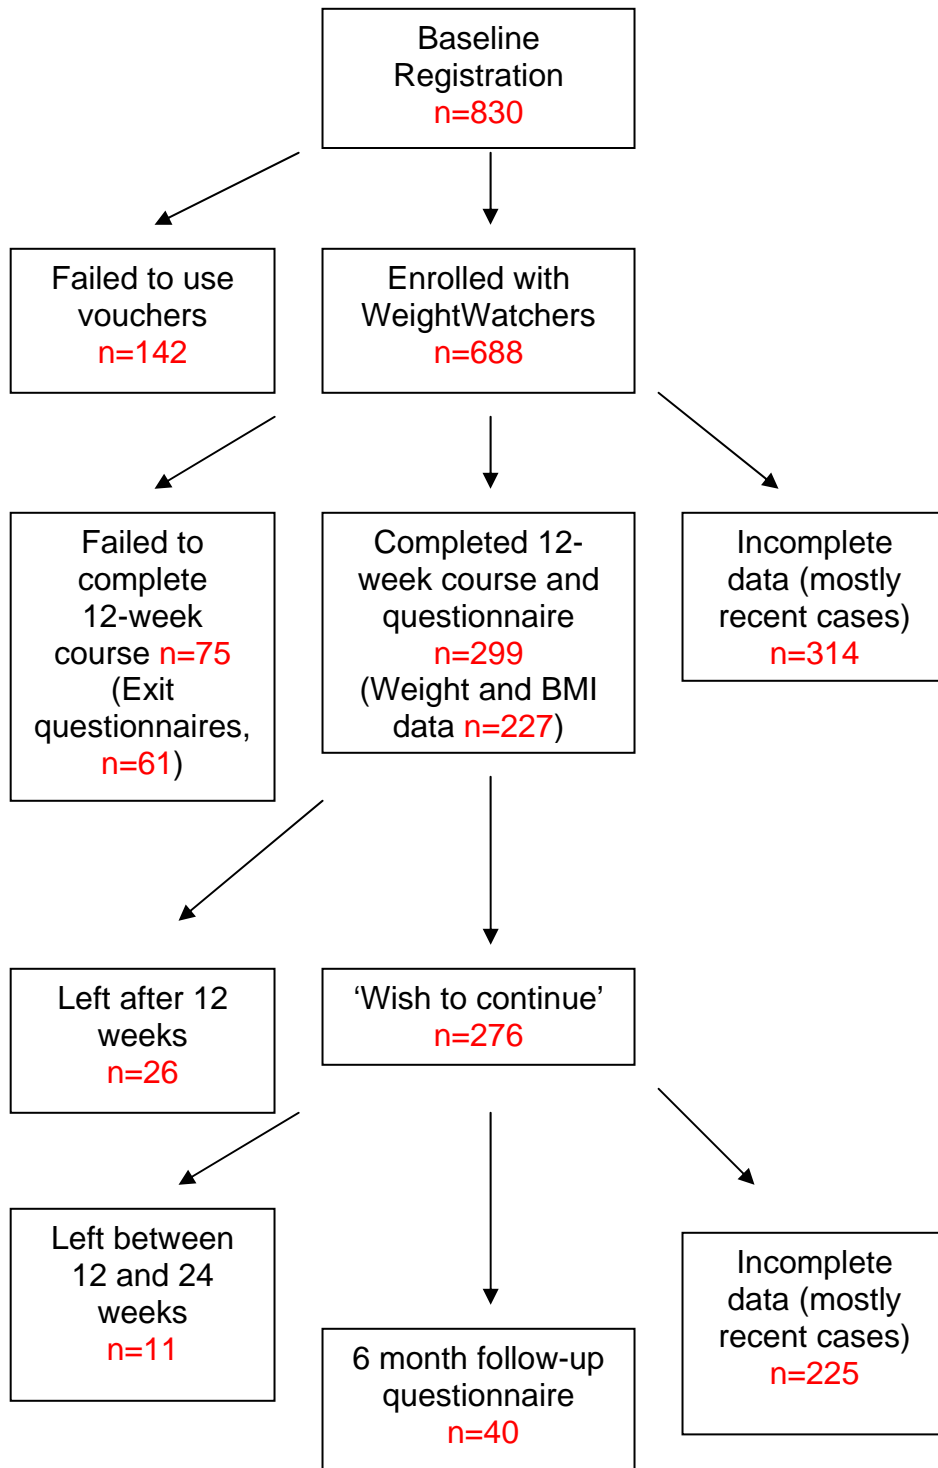 Baseline
Registration
n=830
Failed to use
vouchers
n=142
Enrolled with
WeightWatchers
n=688
Failed to
complete
12-week
course n=75
(Exit
questionnaires,
n=61)
Completed 12-
week course and
questionnaire
n=299
(Weight and BMI
data n=227)
Incomplete
data (mostly
recent cases)
n=314
Left after 12
weeks
n=26
‘Wish to continue’
n=276
Left between
12 and 24
weeks
n=11
6 month follow-up
questionnaire
n=40
Incomplete
data (mostly
recent cases)
n=225